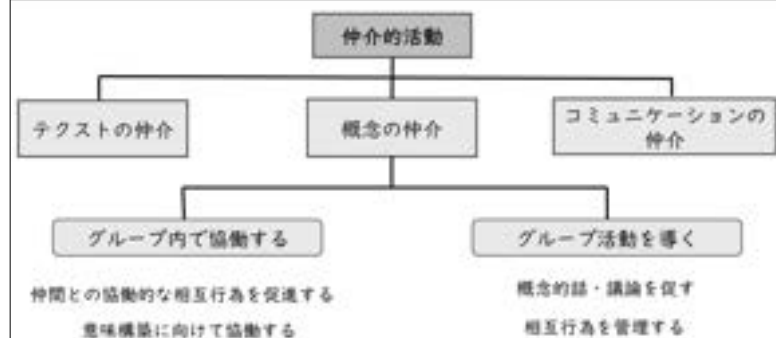 仲介的活動
テクストの仲介
概念の仲介
コミュニケーションの
仲介
グループ内で協働する
グループ活動を導く
仲間との協働的な相互行為を促進する
意味構築に向けて協働する
概念的話・議論を促す
相互行為を管理する